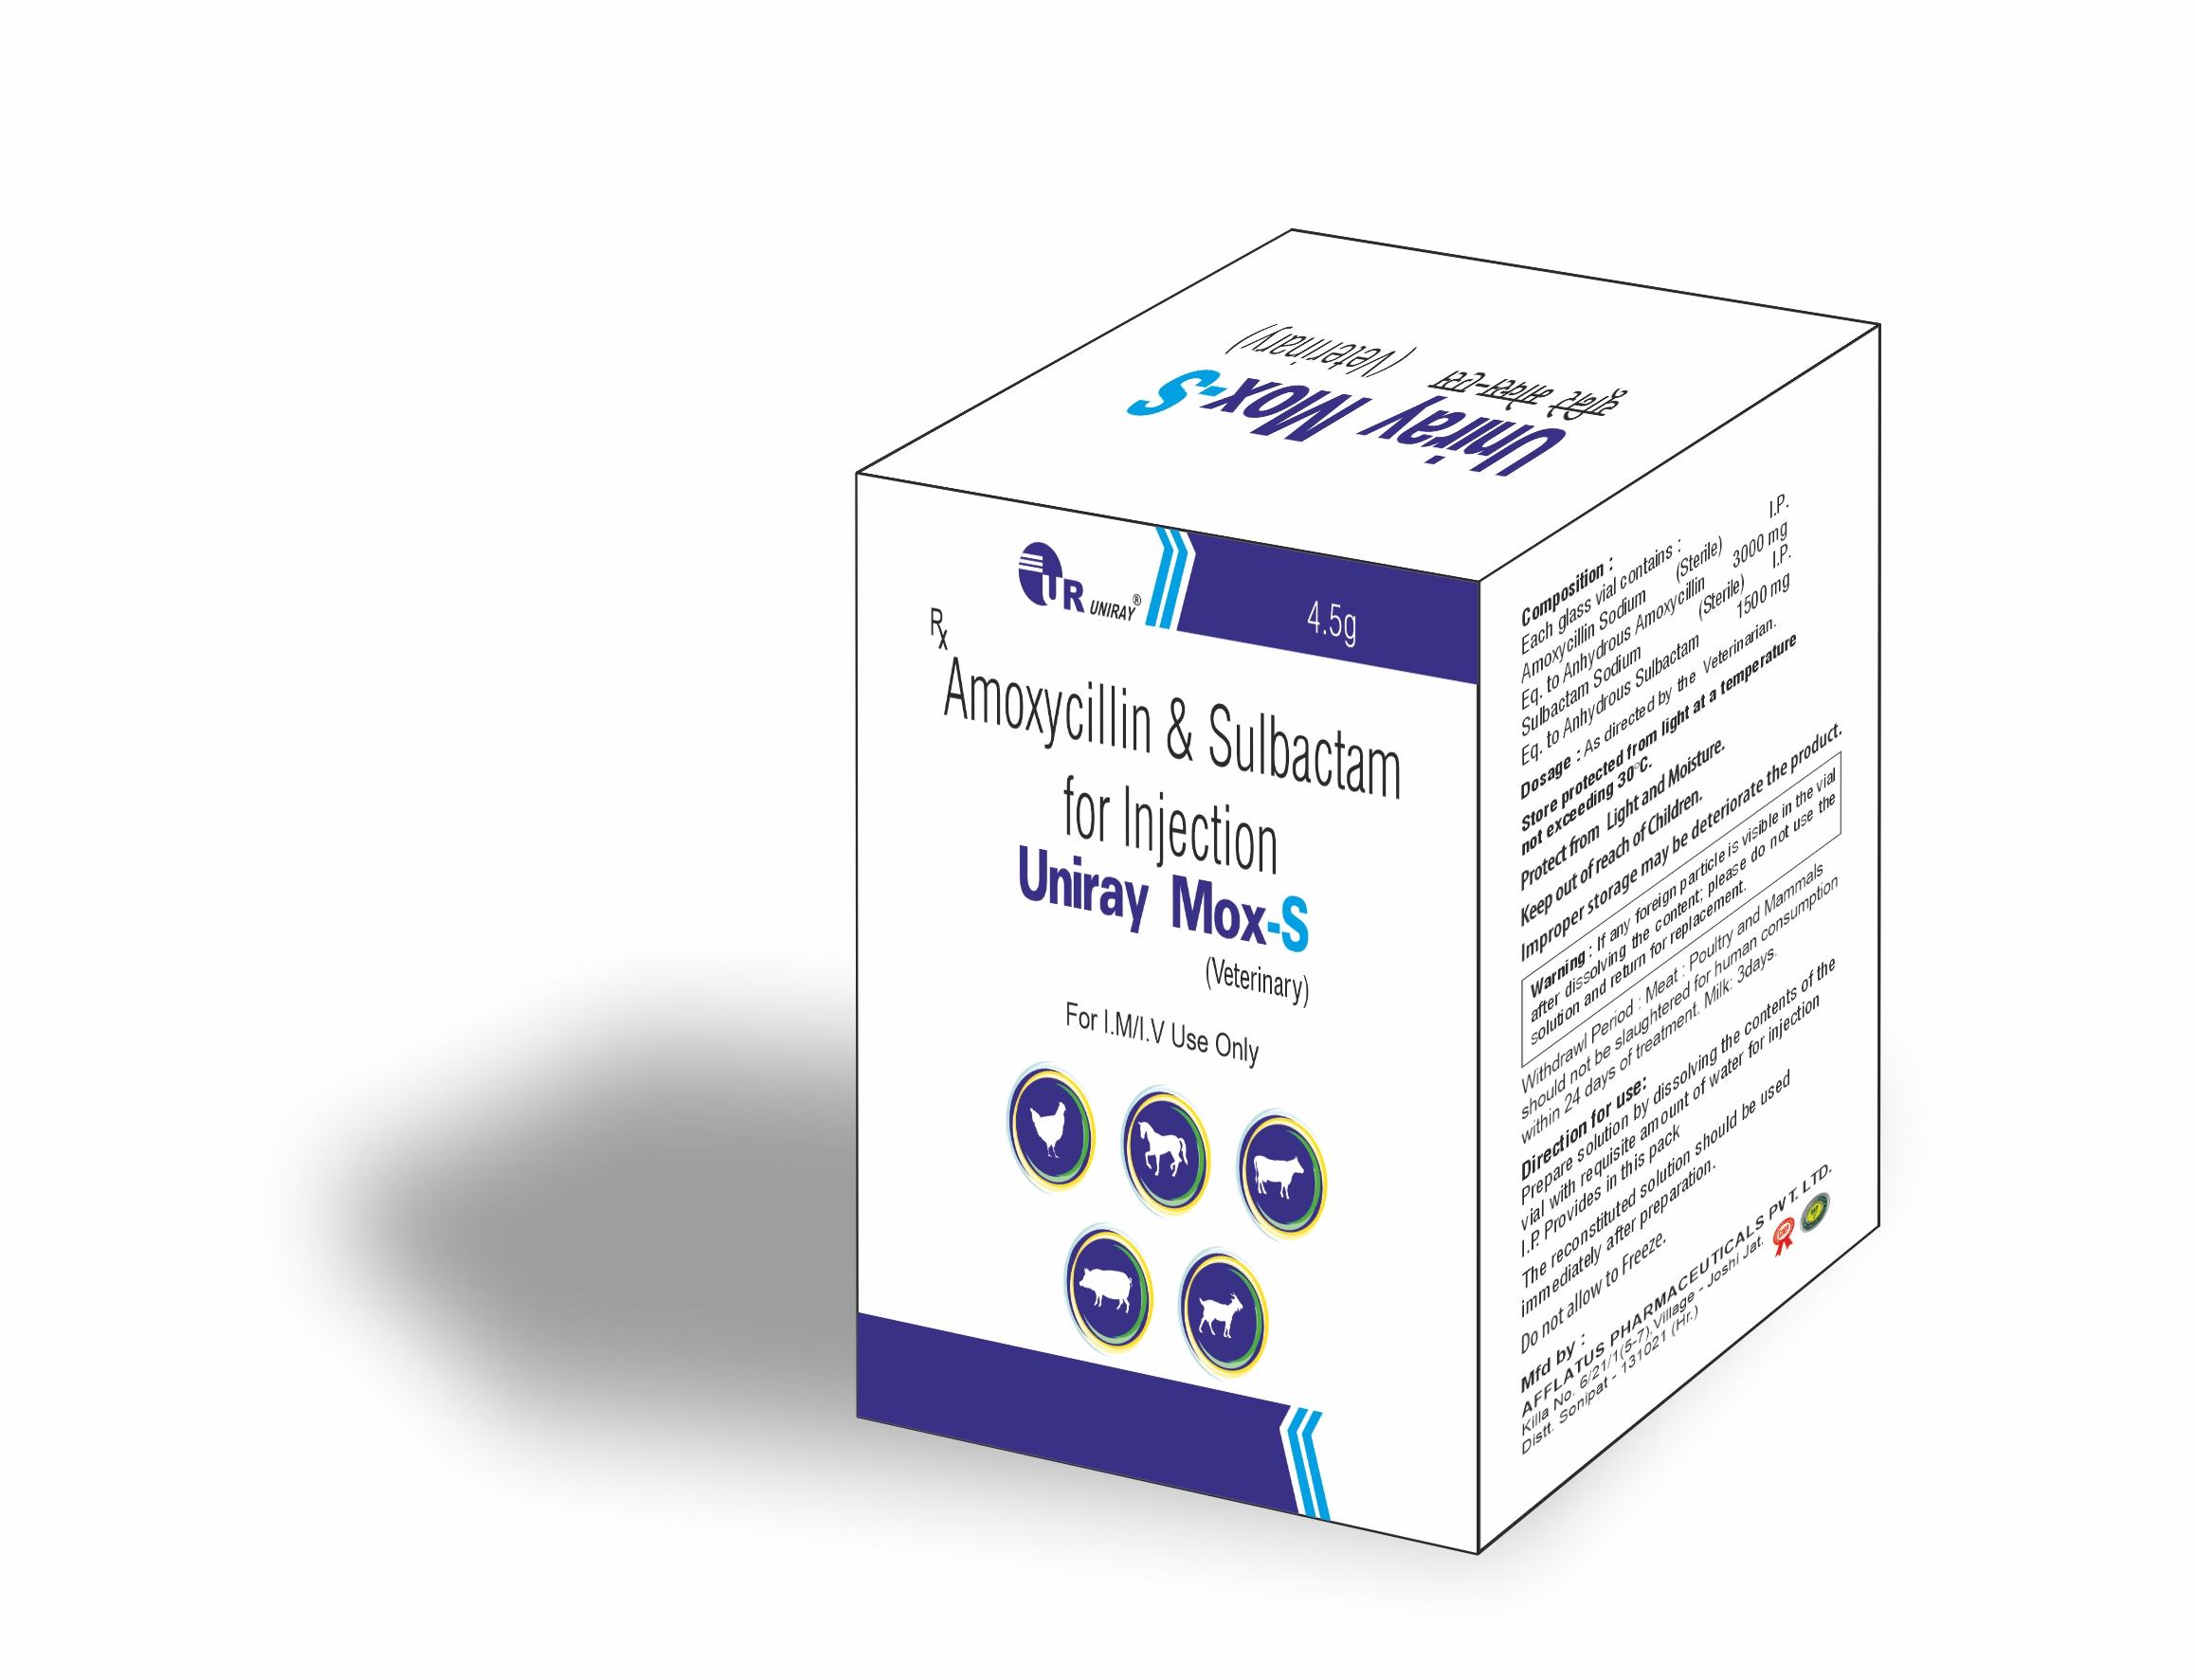 Uniray Mox-S
यूनिरे मॉक्स-एस
(Veterinary)
UR UNIRAY®
4.5g
Rx
Amoxycillin & Sulbactam
for Injection
Uniray Mox-S
(Veterinary)
For I.M/I.V Use Only
Composition :
Each glass vial contains :
Amoxycillin Sodium (Sterile) I.P.
Eq. to Anhydrous Amoxycillin 3000 mg
Sulbactam Sodium (Sterile) I.P.
Eq. to Anhydrous Sulbactam 1500 mg
Dosage : As directed by the Veterinarian.
Store protected from light at a temperature
not exceeding 30°C.
Protect from Light and Moisture.
Keep out of reach of Children.
Improper storage may be deteriorate the product.
Warning : If any foreign particle is visible in the vial
after dissolving the content; please do not use the
solution and return for replacement.
Withdrawl Period : Meat : Poultry and Mammals
should not be slaughtered for human consumption
within 24 days of treatment. Milk: 3days.
Direction for use:
Prepare solution by dissolving the contents of the
vial with requisite amount of water for injection
I.P. Provides in this pack
The reconstituted solution should be used
immediately after preparation.
Do not allow to Freeze.
Mfd by :
AFFLATUS PHARMACEUTICALS PVT. LTD.
Killa No. 6/21/1(5-7),Village - Joshi Jat.
Distt. Sonipat - 131021 (Hr.)